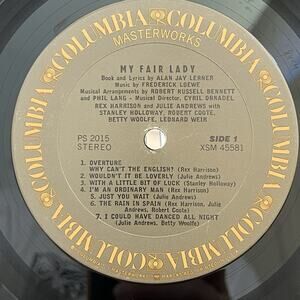 COLUMBIA COLUMBIA COLUMBIA
MASTERWORKS
MY FAIR LADY
Book and Lyrics by ALAN JAY LERNER
Music by FREDERICK LOEWE
Musical Arrangements by ROBERT RUSSELL BENNETT
and PHIL LANG - Musical Director, CYRIL ORNADEL
REX HARRISON and JULIE ANDREWS with
STANLEY HOLLOWAY, ROBERT COOTE,
BETTY WOOLFE, LEONARD WEIR
PS 2015
STEREO
SIDE 1
XSM 45581
1. OVERTURE
WHY CAN'T THE ENGLISH? (Rex Harrison)
2. WOULDN'T IT BE LOVERLY (Julie Andrews)
3. WITH A LITTLE BIT OF LUCK (Stanley Holloway)
4. I'M AN ORDINARY MAN (Rex Harrison)
5. JUST YOU WAIT (Julie Andrews)
6. THE RAIN IN SPAIN (Rex Harrison, Julie
Andrews, Robert Coote)
7. I COULD HAVE DANCED ALL NIGHT
(Julie Andrews, Betty Woolfe)
COLUMBIA COLUMBIA COLUMBIA